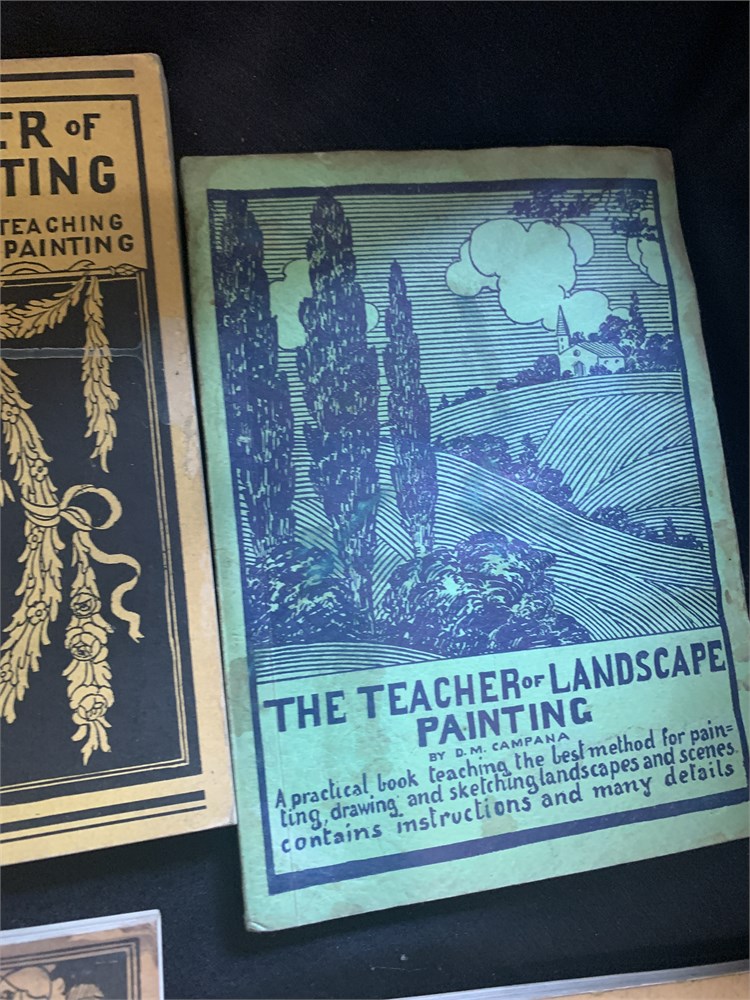 ER OF
TING
TEACHING
PAINTING
THE TEACHER OF LANDSCAPE
PAINTING
BY D. M. CAMPANA
A practical book teaching the best method for pain=
ting, drawing and sketching landscapes and scenes
contains instructions and many details